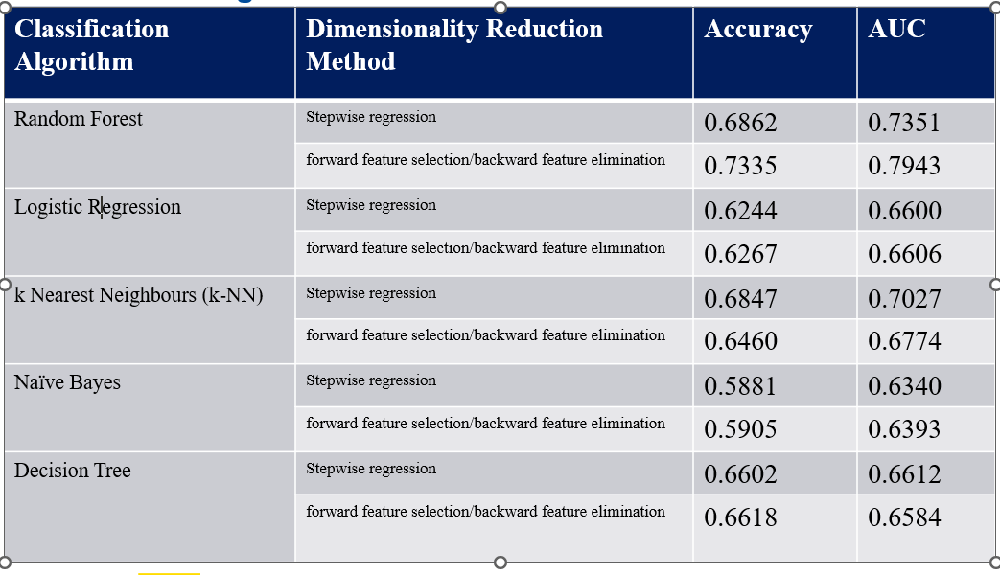 Classification Algorithm
Dimensionality Reduction Method
Accuracy
AUC
Random Forest
Stepwise regression
0.6862
0.7351
forward feature selection/backward feature elimination
0.7335
0.7943
Logistic Regression
Stepwise regression
0.6244
0.6600
forward feature selection/backward feature elimination
0.6267
0.6606
k Nearest Neighbours (k-NN)
Stepwise regression
0.6847
0.7027
forward feature selection/backward feature elimination
0.6460
0.6774
Naïve Bayes
Stepwise regression
0.5881
0.6340
forward feature selection/backward feature elimination
0.5905
0.6393
Decision Tree
Stepwise regression
0.6602
0.6612
forward feature selection/backward feature elimination
0.6618
0.6584